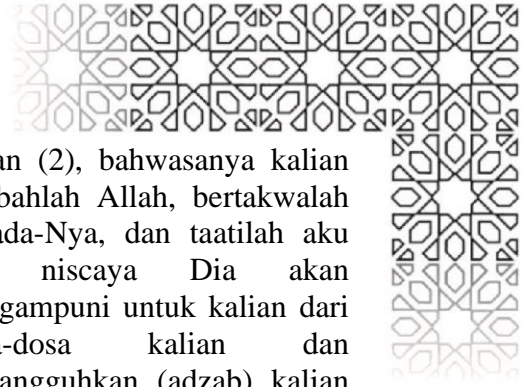 an (2), bahwasanya kalian
bahlah Allah, bertakwalah
ada-Nya, dan taatilah aku
niscaya Dia akan
gampuni untuk kalian dari
a-dosa kalian dan
angguhkan (adzab) kalian